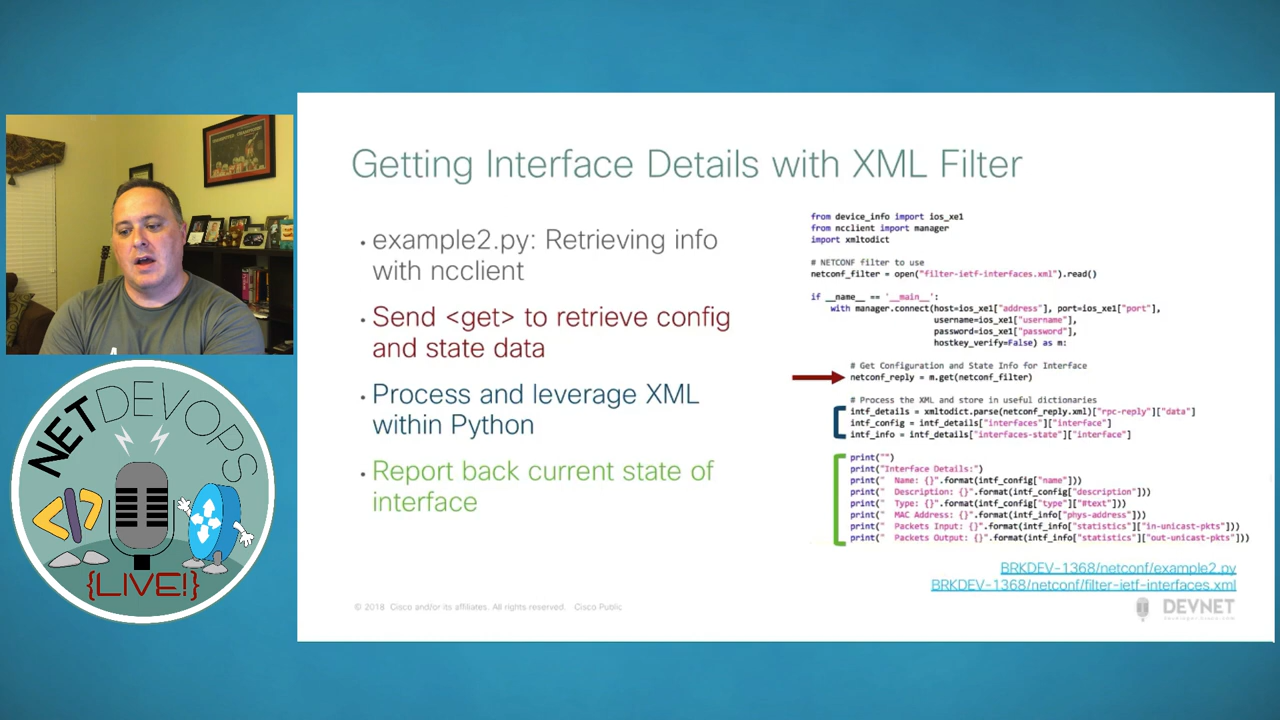 Getting Interface Details with XML Filter
• example2.py: Retrieving info
with ncclient
• Send <get> to retrieve config
and state data
• Process and leverage XML
within Python
• Report back current state of
interface
from device_info import ios_xe1
from ncclient import manager
import xmltodict
# NETCONF filter to use
netconf_filter = open("filter-ietf-interfaces.xml").read()
if __name__ == '__main__':
with manager.connect(host=ios_xe1["address"], port=ios_xe1["port"],
username=ios_xe1["username"],
password=ios_xe1["password"],
hostkey_verify=False) as m:
# Get Configuration and State Info for Interface
netconf_reply = m.get(netconf_filter)
# Process the XML and store in useful dictionaries
intf_details = xmltodict.parse(netconf_reply.xml)["rpc-reply"]["data"]
intf_config = intf_details["interfaces"]["interface"]
intf_info = intf_details["interfaces-state"]["interface"]
print("")
print("Interface Details:")
print("  Name: {}".format(intf_config["name"]))
print("  Description: {}".format(intf_config["description"]))
print("  Type: {}".format(intf_config["type"]["#text"]))
print("  MAC Address: {}".format(intf_info["phys-address"]))
print("  Packets Input: {}".format(intf_info["statistics"]["in-unicast-pkts"]))
print("  Packets Output: {}".format(intf_info["statistics"]["out-unicast-pkts"]))
BRKDEV-1368/netconf/example2.py
BRKDEV-1368/netconf/filter-ietf-interfaces.xml
© 2018 Cisco and/or its affiliates. All rights reserved. Cisco Public
DEVNET
developer.cisco.com
NETDEVOPS
</>
{LIVE!}